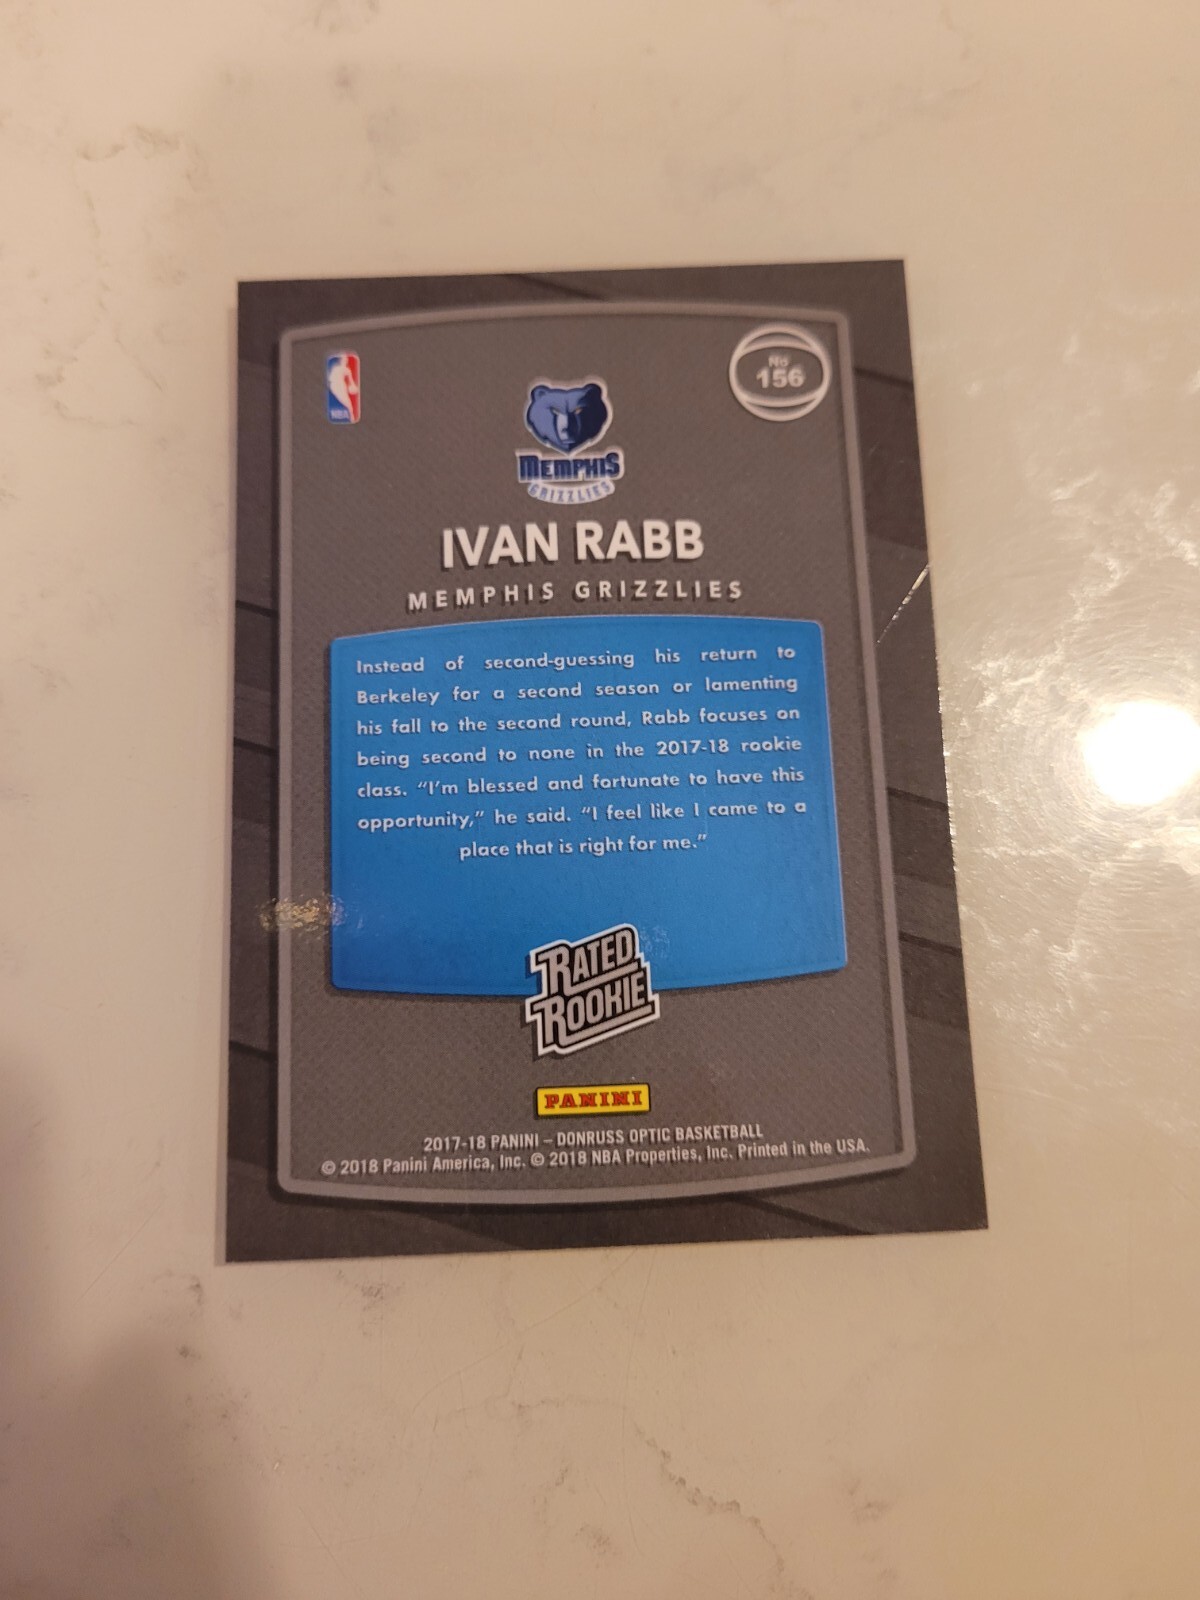 No
156
NBA
MEMPHIS
GRIZZLIES
IVAN RABB
MEMPHIS GRIZZLIES
Instead of second-guessing his return to
Berkeley for a second season or lamenting
his fall to the second round, Rabb focuses on
being second to none in the 2017-18 rookie
class. “I’m blessed and fortunate to have this
opportunity,” he said. “I feel like I came to a
place that is right for me.”
RATED
ROOKIE
PANINI
2017-18 PANINI – DONRUSS OPTIC BASKETBALL
© 2018 Panini America, Inc. © 2018 NBA Properties, Inc. Printed in the USA.